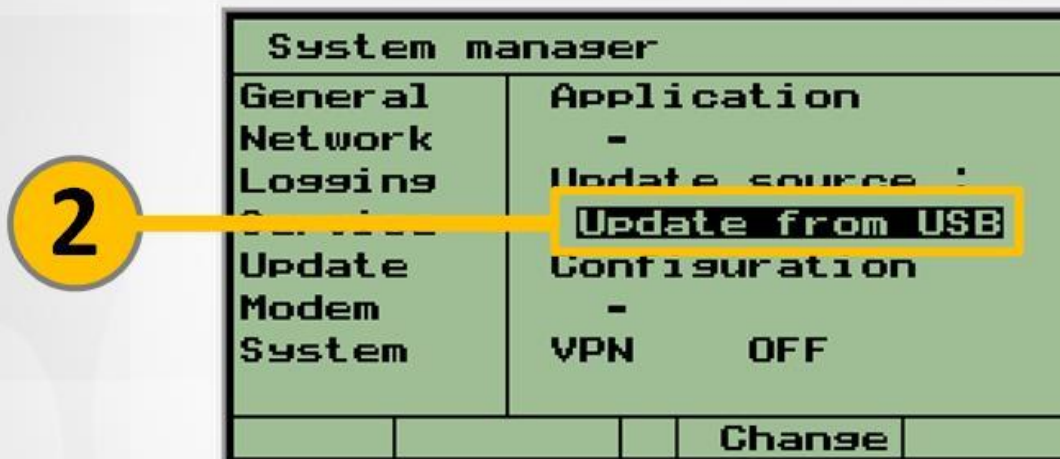 System manager
General
Network
Logging
Service
Update
Modem
System
Application
-
Update source :
Update from USB
Configuration
-
VPN OFF
Change
2